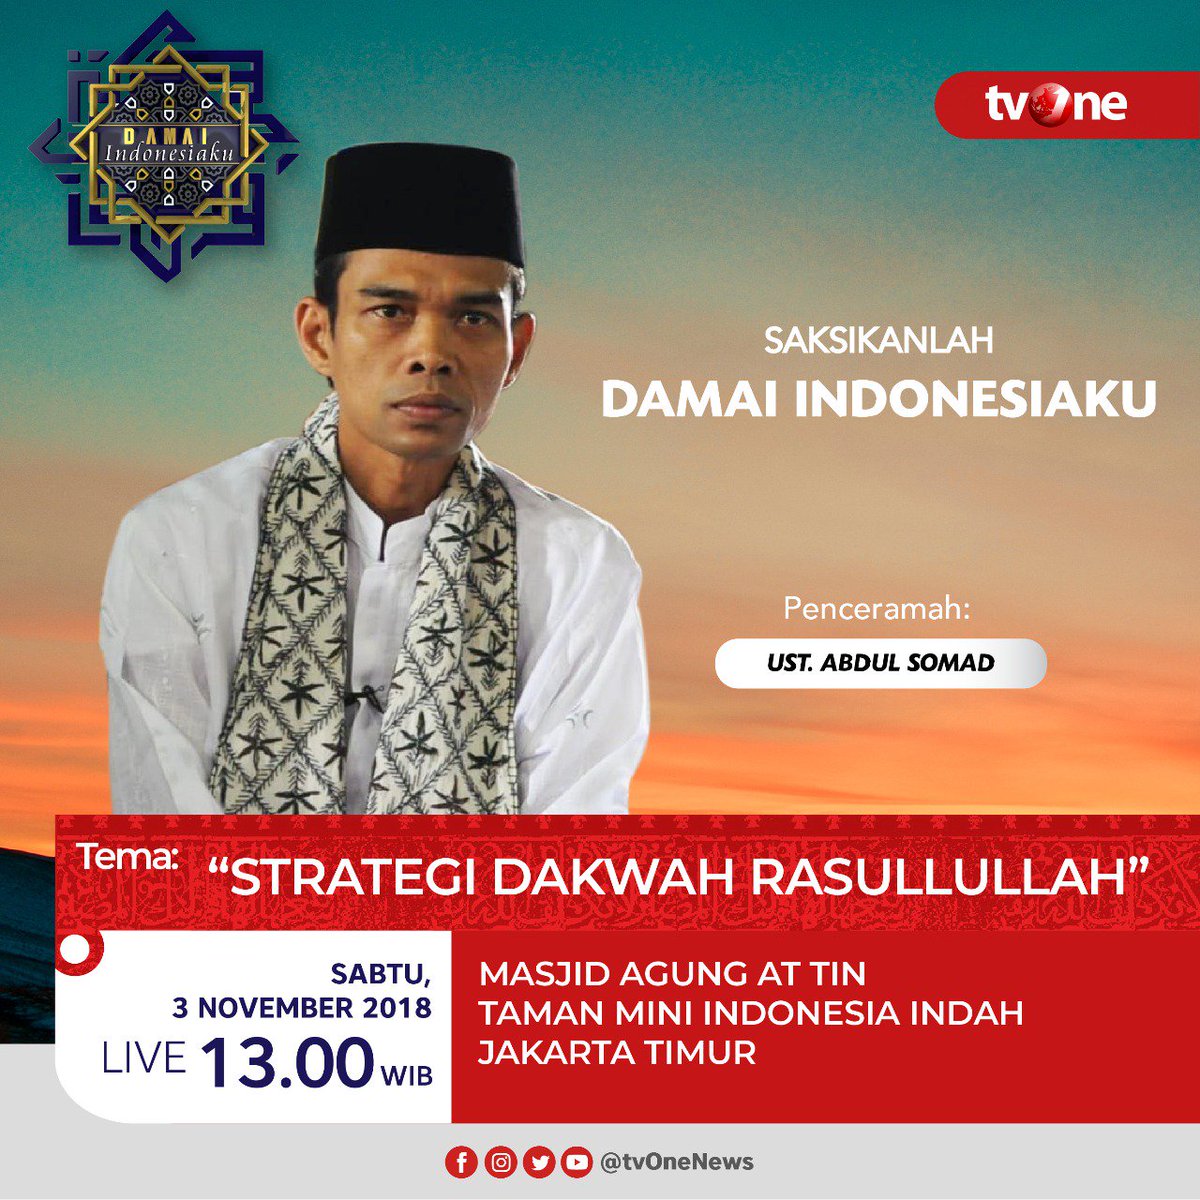 DAMAI
Indonesiaku
tvOne
SAKSIKANLAH
DAMAI INDONESIAKU
Penceramah:
UST. ABDUL SOMAD
Tema: “STRATEGI DAKWAH RASULLULLAH”
SABTU,
3 NOVEMBER 2018
LIVE 13.00 WIB
MASJID AGUNG AT TIN
TAMAN MINI INDONESIA INDAH
JAKARTA TIMUR
@tvOneNews